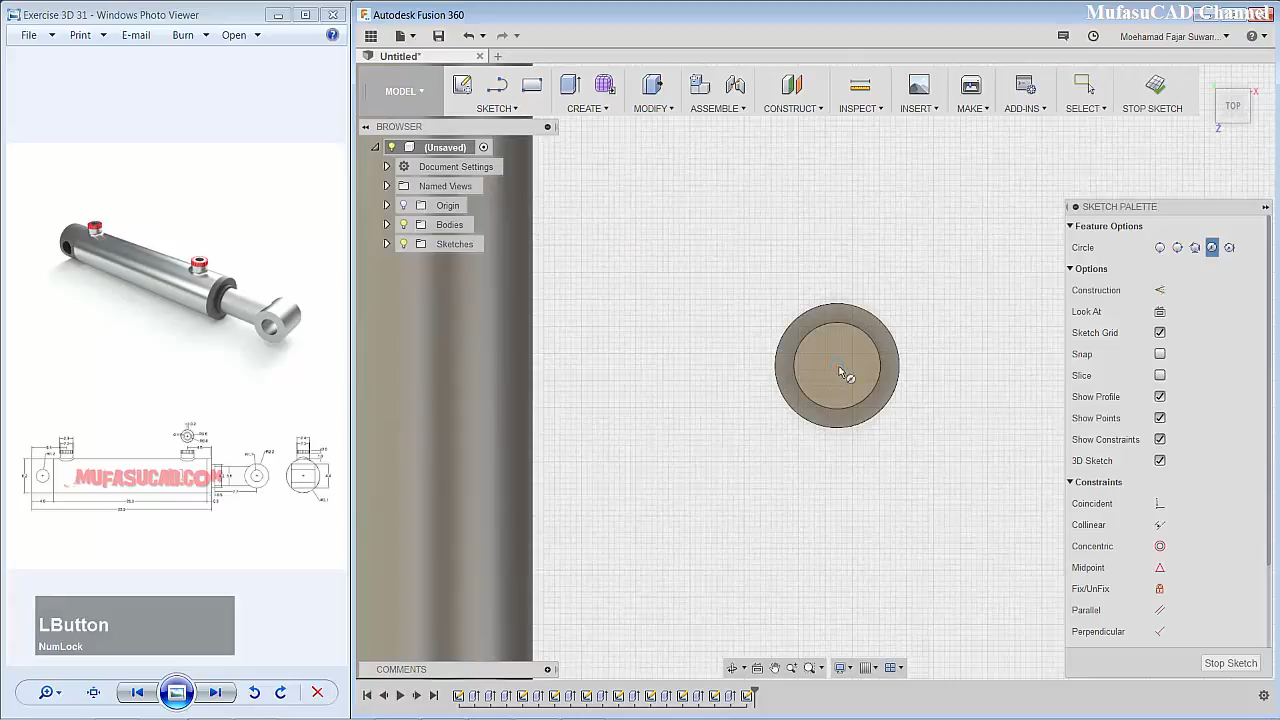 Exercise 3D 31 - Windows Photo Viewer
File
Print
E-mail
Burn
Open
MUFASUCAD.COM
LButton
NumLock
Autodesk Fusion 360
MufasuCAD Channel
Moehamad Fajar Suwan...
Untitled*
MODEL
SKETCH
CREATE
MODIFY
ASSEMBLE
CONSTRUCT
INSPECT
INSERT
MAKE
ADD-INS
SELECT
STOP SKETCH
TOP
X
Z
BROWSER
(Unsaved)
Document Settings
Named Views
Origin
Bodies
Sketches
SKETCH PALETTE
Feature Options
Circle
Options
Construction
Look At
Sketch Grid
Snap
Slice
Show Profile
Show Points
Show Constraints
3D Sketch
Constraints
Coincident
Collinear
Concentric
Midpoint
Fix/UnFix
Parallel
Perpendicular
Stop Sketch
COMMENTS